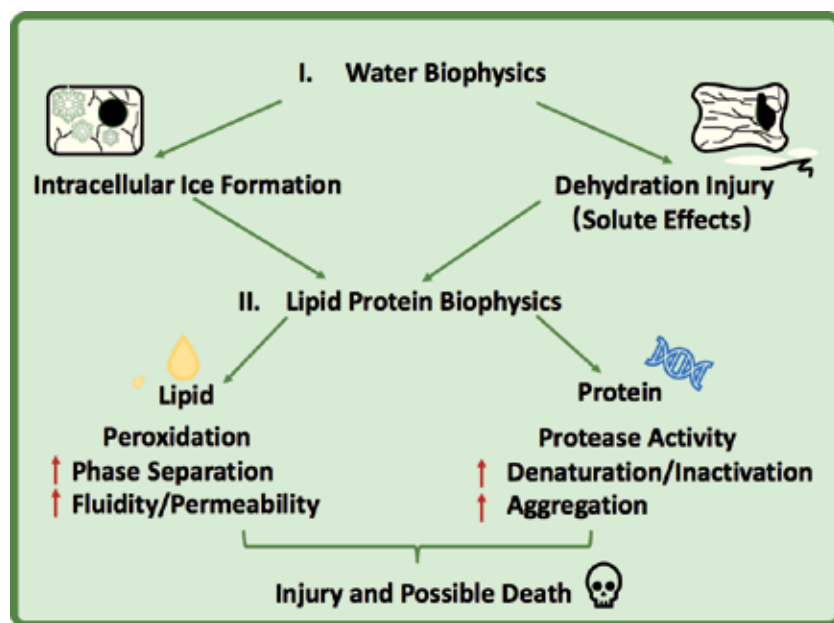 I. Water Biophysics
Intracellular Ice Formation
Dehydration Injury
(Solute Effects)
II. Lipid Protein Biophysics
Lipid
Peroxidation
↑ Phase Separation
↑ Fluidity/Permeability
Protein
Protease Activity
↑ Denaturation/Inactivation
↑ Aggregation
Injury and Possible Death